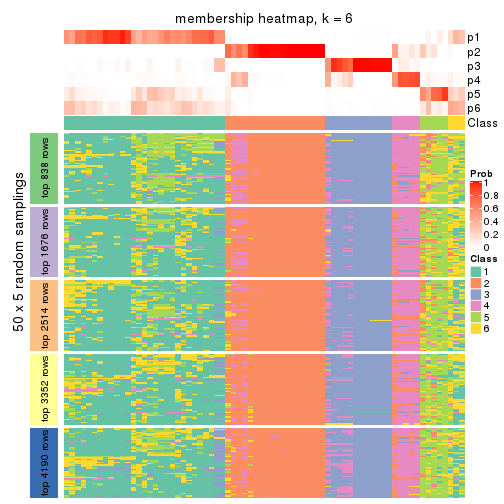 membership heatmap, k = 6
p1
p2
p3
p4
p5
p6
Class
50 x 5 random samplings
top 838 rows
top 1676 rows
top 2514 rows
top 3352 rows
top 4190 rows
Prob
1
0.8
0.6
0.4
0.2
0
Class
1
2
3
4
5
6